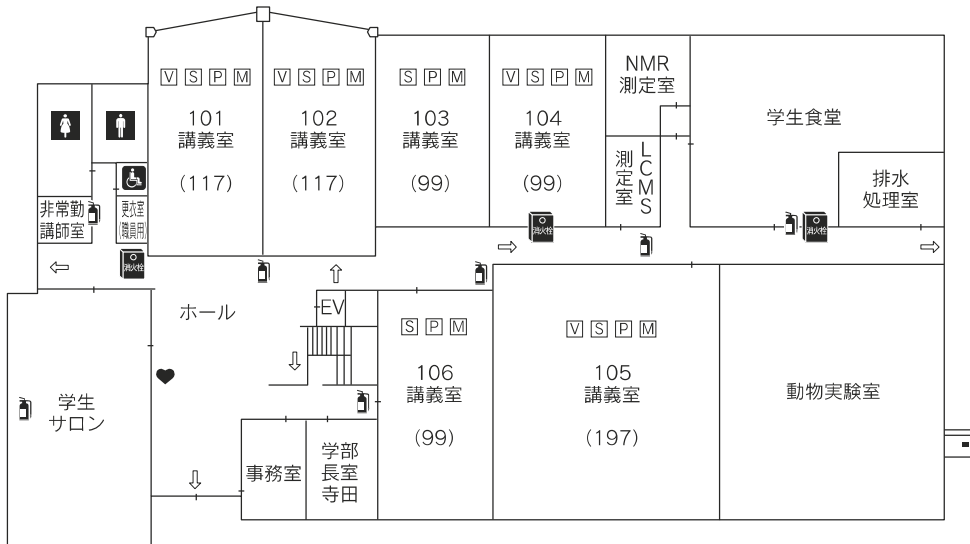 V S P M
101
講義室
(117)
V S P M
102
講義室
(117)
S P M
103
講義室
(99)
V S P M
104
講義室
(99)
NMR
測定室
LCMS
測定室
学生食堂
排水
処理室
非常勤
講師室
更衣室
(職員用)
消火栓
消火栓
消火栓
ホール
EV
学生
サロン
事務室
学部
長室
寺田
S P M
106
講義室
(99)
V S P M
105
講義室
(197)
動物実験室